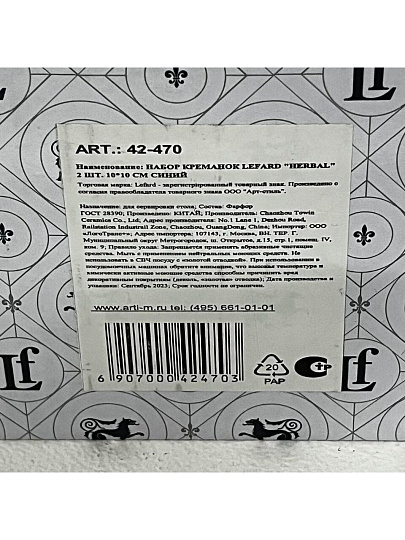 ART.: 42-470
Наименование: НАБОР КРЕМАНОК LEFARD "HERBAL"
2 ШТ. 10*10 СМ СИНИЙ
Торговая марка: Lefard - зарегистрированный товарный знак. Произведено с
согласия правообладателя товарного знака ООО "Арт-стиль".
Назначение: для сервировки стола; Состав: Фарфор
ГОСТ 28390; Произведено: КИТАЙ; Chaozhou Towin
Ceramics Co., Ltd; Адрес производителя: No.1 Lane 1, Dezhou Road,
Railstation Industrail Zone, Chaozhou, GuangDong, China; Импортер: ООО
«ЛогоТранс+»; Адрес импортера: 107143, г. Москва, ВН. ТЕР. Г.
Муниципальный округ Метрогородок, ш. Открытое, д.15, стр.1, помещ. IV,
ком. 9; Правила ухода: Запрещается применять абразивные чистящие
средства. Мыть с применением нейтральных моющих средств. Не
использовать в СВЧ посуду с «золотой отводкой». При использовании в
посудомоечных машинах обратите внимание, что высокая температура и
химически активные моющие средства способны причинить вред
декоративным покрытиям (деколь, «золотая» отводка); Дата производства и
упаковки: Сентябрь 2023; Срок годности не ограничен.
www.arti-m.ru tel: (495) 661-01-01
6 907000 424703
20
PAP